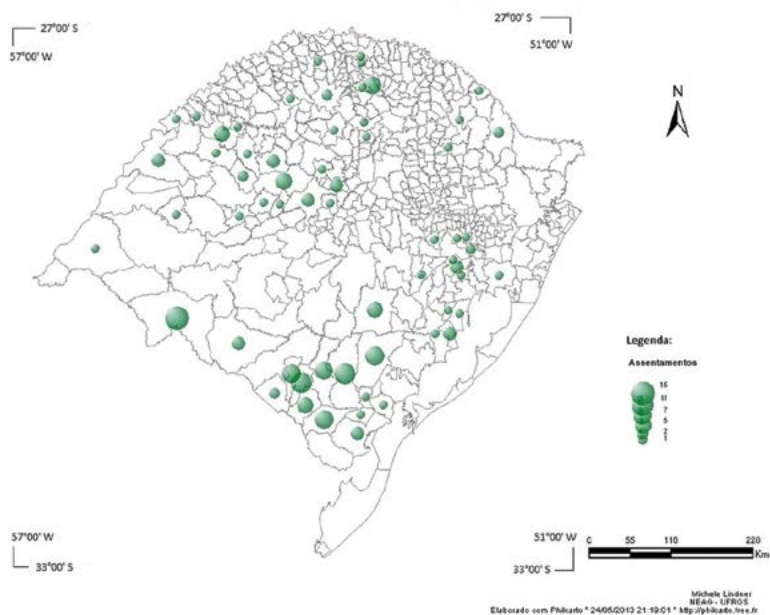 27°00' S
57°00' W
27°00' S
51°00' W
N
Legenda:
Assentamentos
16
11
7
5
2
1
57°00' W
33°00' S
51°00' W
33°00' S
0 55 110 220
Km
Michele Lindner
NEAG - UFRGS
Elaborado com Philcarto * 24/05/2013 21:19:01 * http://philcarto.free.fr